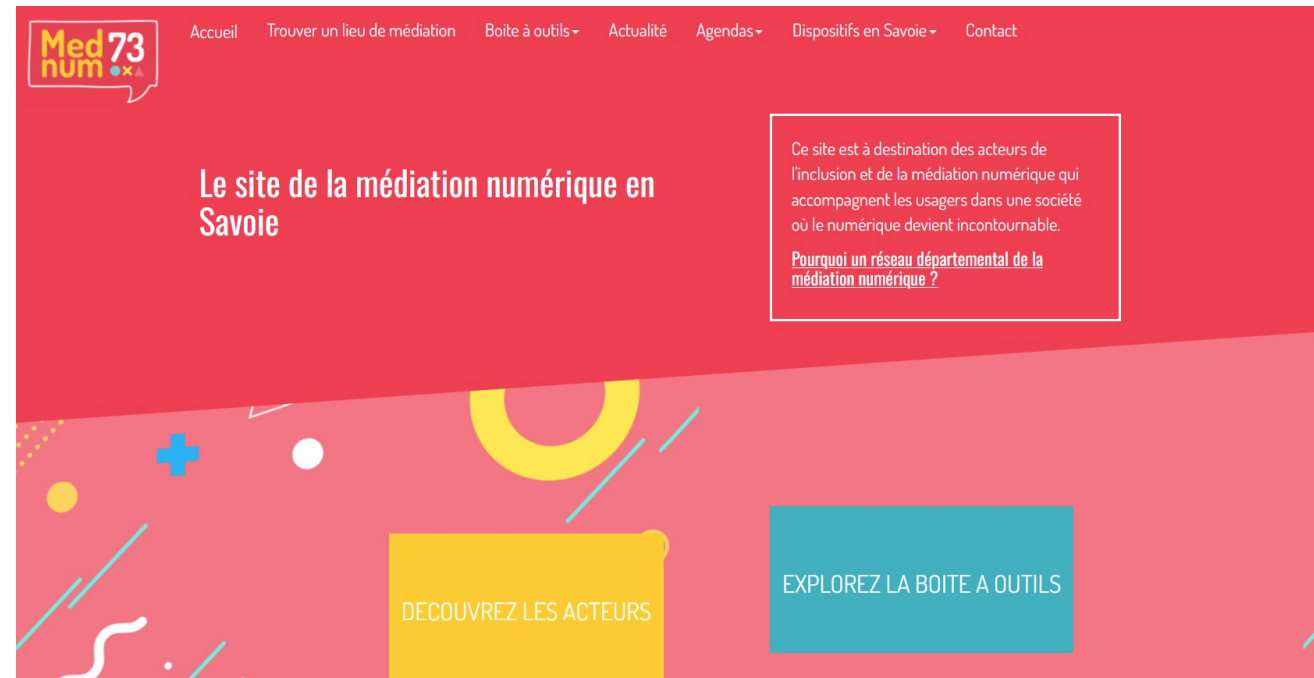 Med 73
num
Accueil
Trouver un lieu de médiation
Boite à outils
Actualité
Agendas
Dispositifs en Savoie
Contact
Le site de la médiation numérique en
Savoie
Ce site est à destination des acteurs de
l'inclusion et de la médiation numérique qui
accompagnent les usagers dans une société
où le numérique devient incontournable.
Pourquoi un réseau départemental de la
médiation numérique ?
DECOUVREZ LES ACTEURS
EXPLOREZ LA BOITE A OUTILS